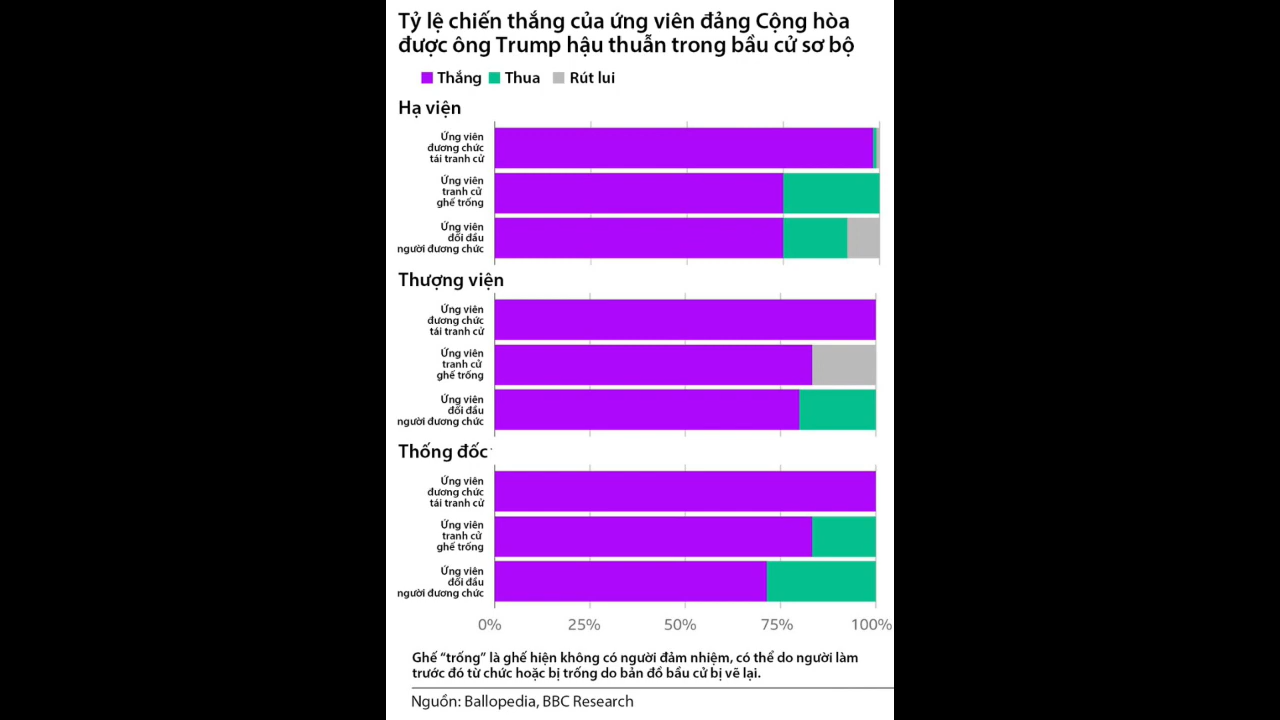 Tỷ lệ chiến thắng của ứng viên đảng Cộng hòa
được ông Trump hậu thuẫn trong bầu cử sơ bộ
Thắng Thua Rút lui
Hạ viện
Ứng viên
đương chức
tái tranh cử
Ứng viên
tranh cử
ghế trống
Ứng viên
đối đầu
người đương chức
Thượng viện
Ứng viên
đương chức
tái tranh cử
Ứng viên
tranh cử
ghế trống
Ứng viên
đối đầu
người đương chức
Thống đốc
Ứng viên
đương chức
tái tranh cử
Ứng viên
tranh cử
ghế trống
Ứng viên
đối đầu
người đương chức
0% 25% 50% 75% 100%
Ghế “trống” là ghế hiện không có người đảm nhiệm, có thể do người làm
trước đó từ chức hoặc bị trống do bản đồ bầu cử bị vẽ lại.
Nguồn: Ballopedia, BBC Research